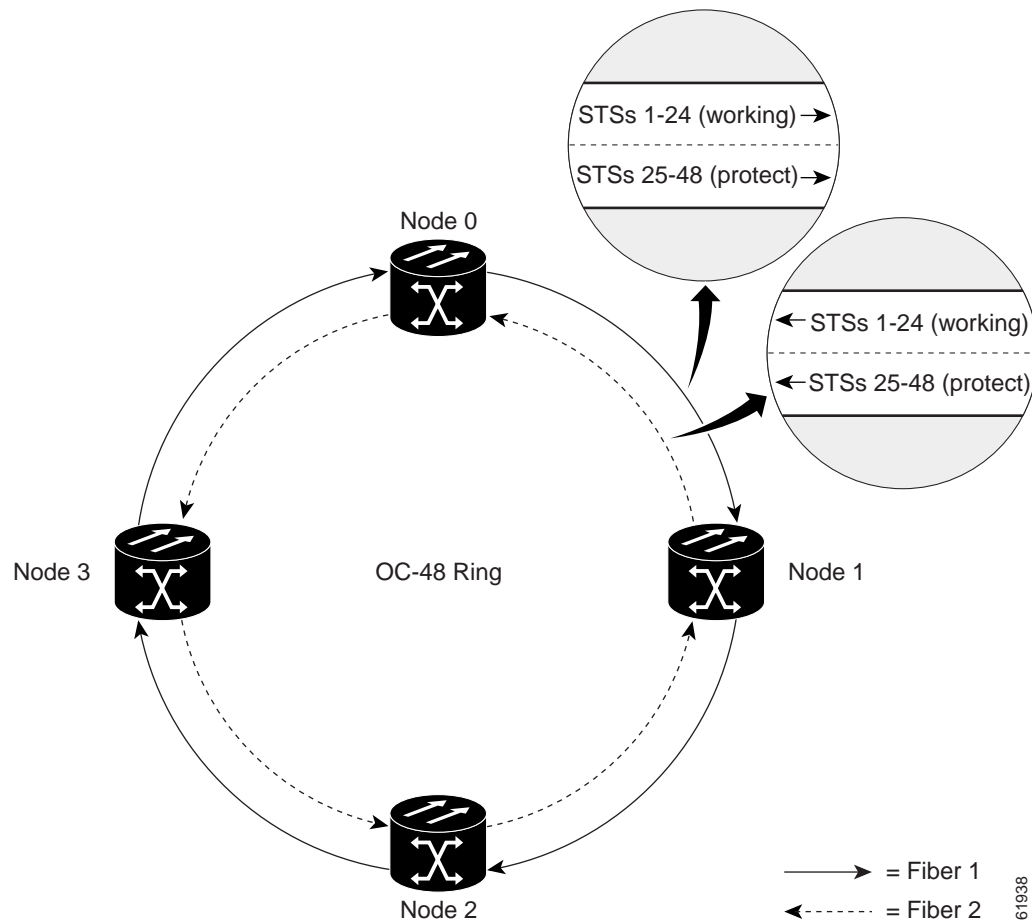 STSs 1-24 (working)
STSs 25-48 (protect)
Node 0
STSs 1-24 (working)
STSs 25-48 (protect)
Node 3
OC-48 Ring
Node 1
Node 2
= Fiber 1
= Fiber 2
61938